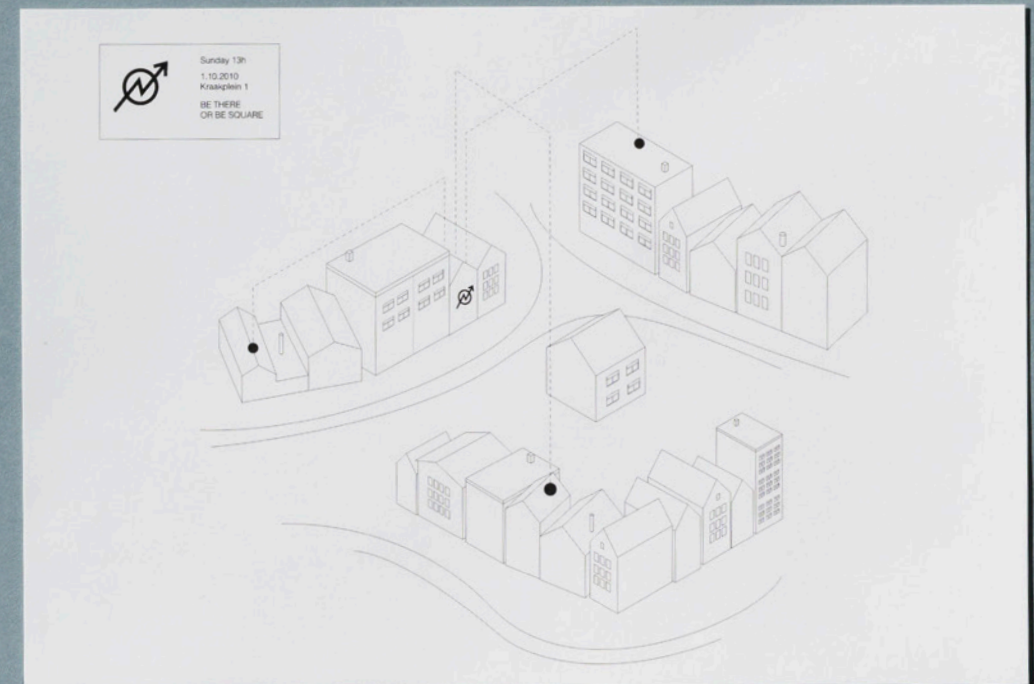 Sunday 13h
1.10.2010
Kraakplein 1
BE THERE
OR BE SQUARE